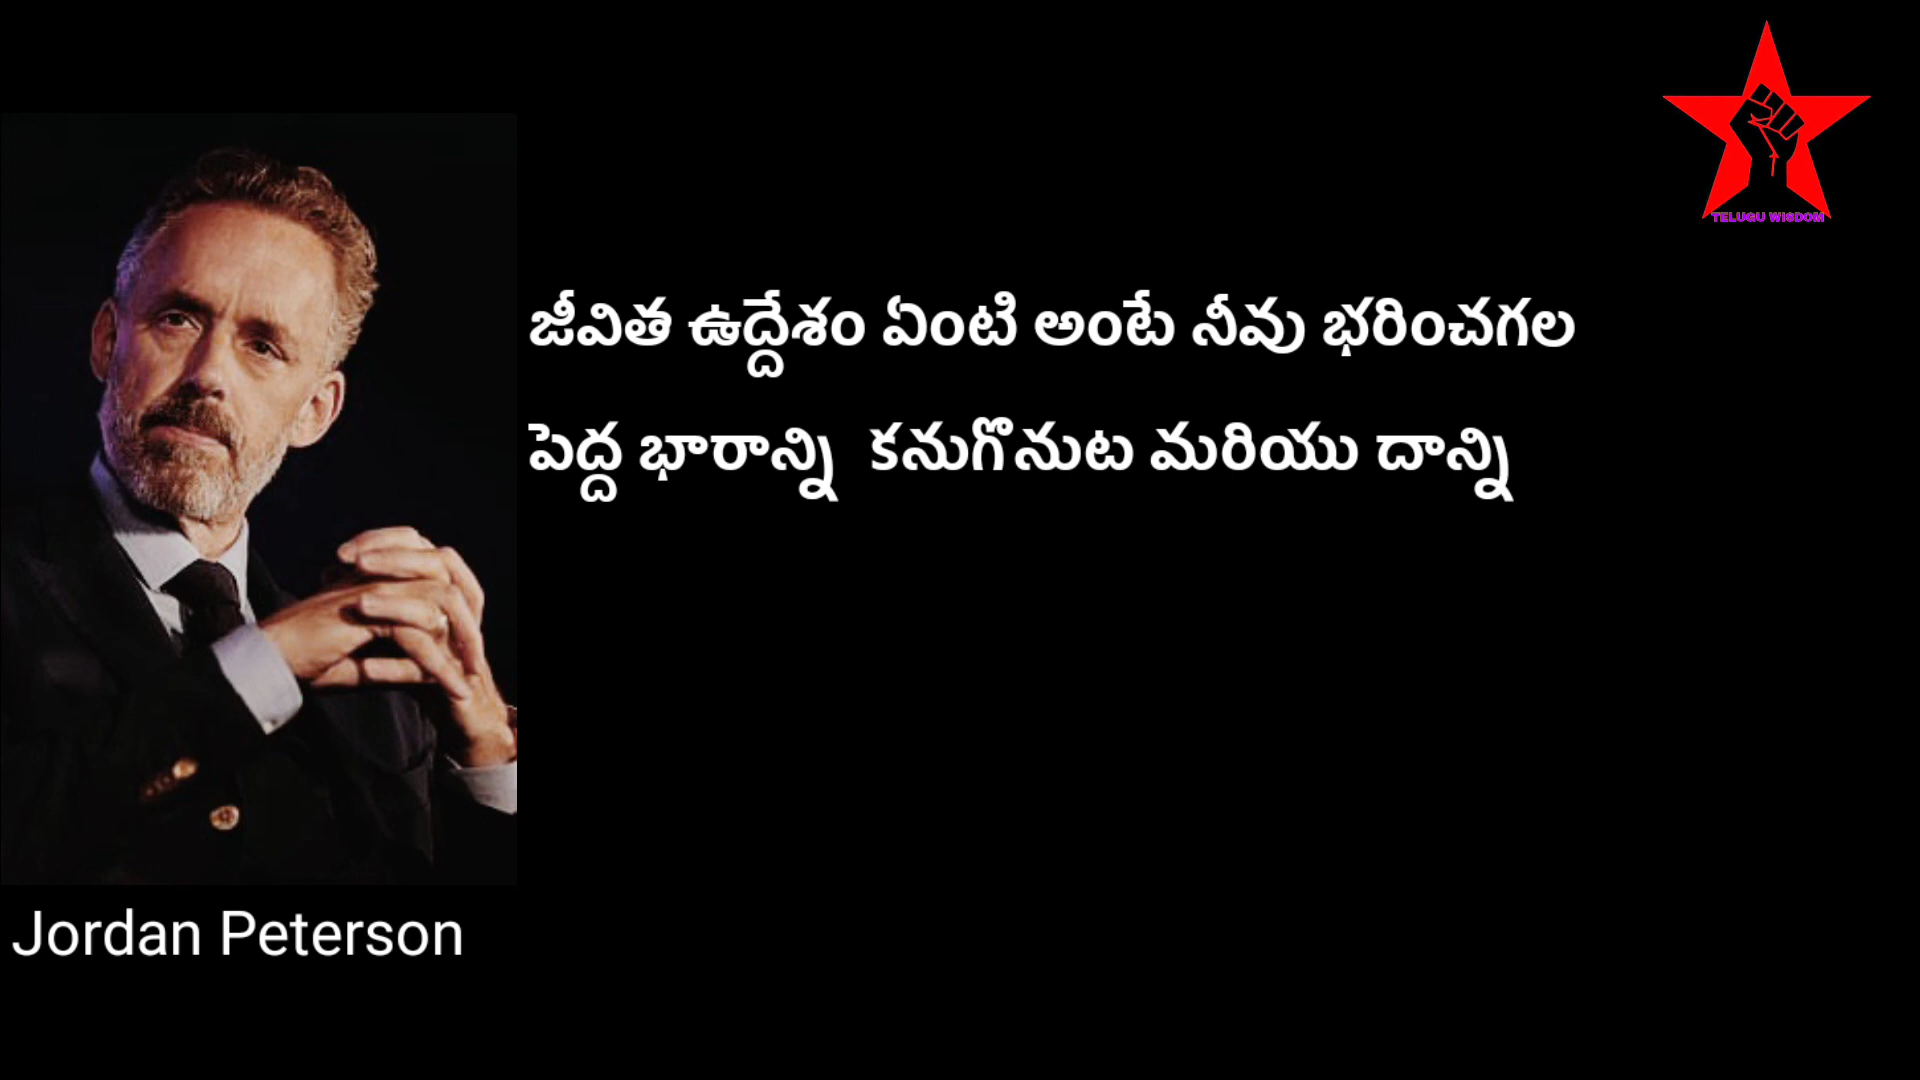 TELUGU WISDOM
జీవిత ఉద్దేశం ఏంటి అంటే నీవు భరించగల
పెద్ద భారాన్ని  కనుగొనుట మరియు దాన్ని
Jordan Peterson